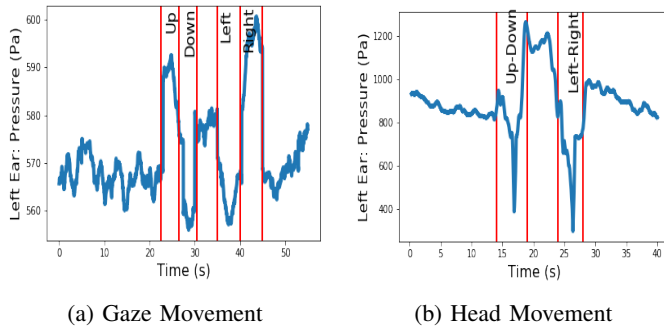 600
590
580
570
560
Left Ear: Pressure (Pa)
Up
Down
Left
Right
0
10
20
30
40
50
Time (s)
(a) Gaze Movement
1200
1000
800
600
400
Left Ear: Pressure (Pa)
Up-Down
Left-Right
0
5
10
15
20
25
30
35
40
Time (s)
(b) Head Movement